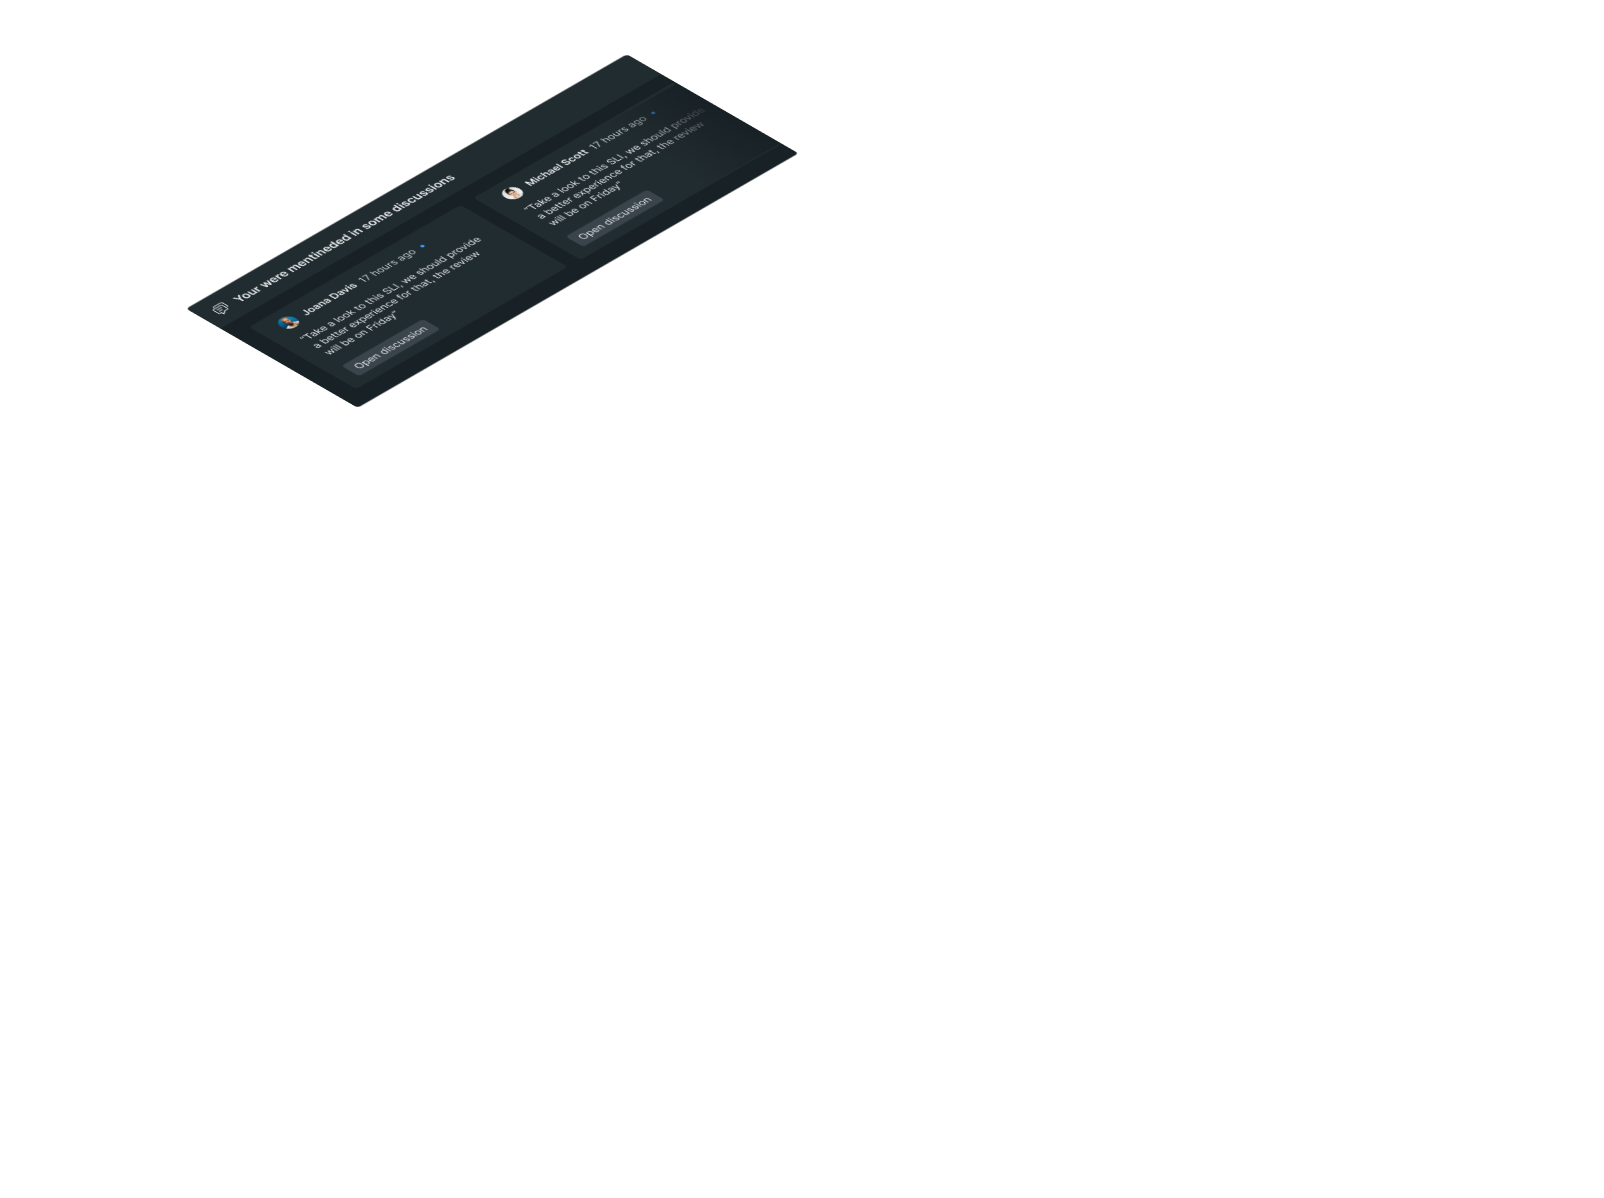 Your were mentineded in some discussions
Joana Davis 17 hours ago
"Take a look to this SLI, we should provide
a better experience for that, the review
will be on Friday"
Open discussion
Michael Scott 17 hours ago
"Take a look to this SLI, we should provide
a better experience for that, the review
will be on Friday"
Open discussion